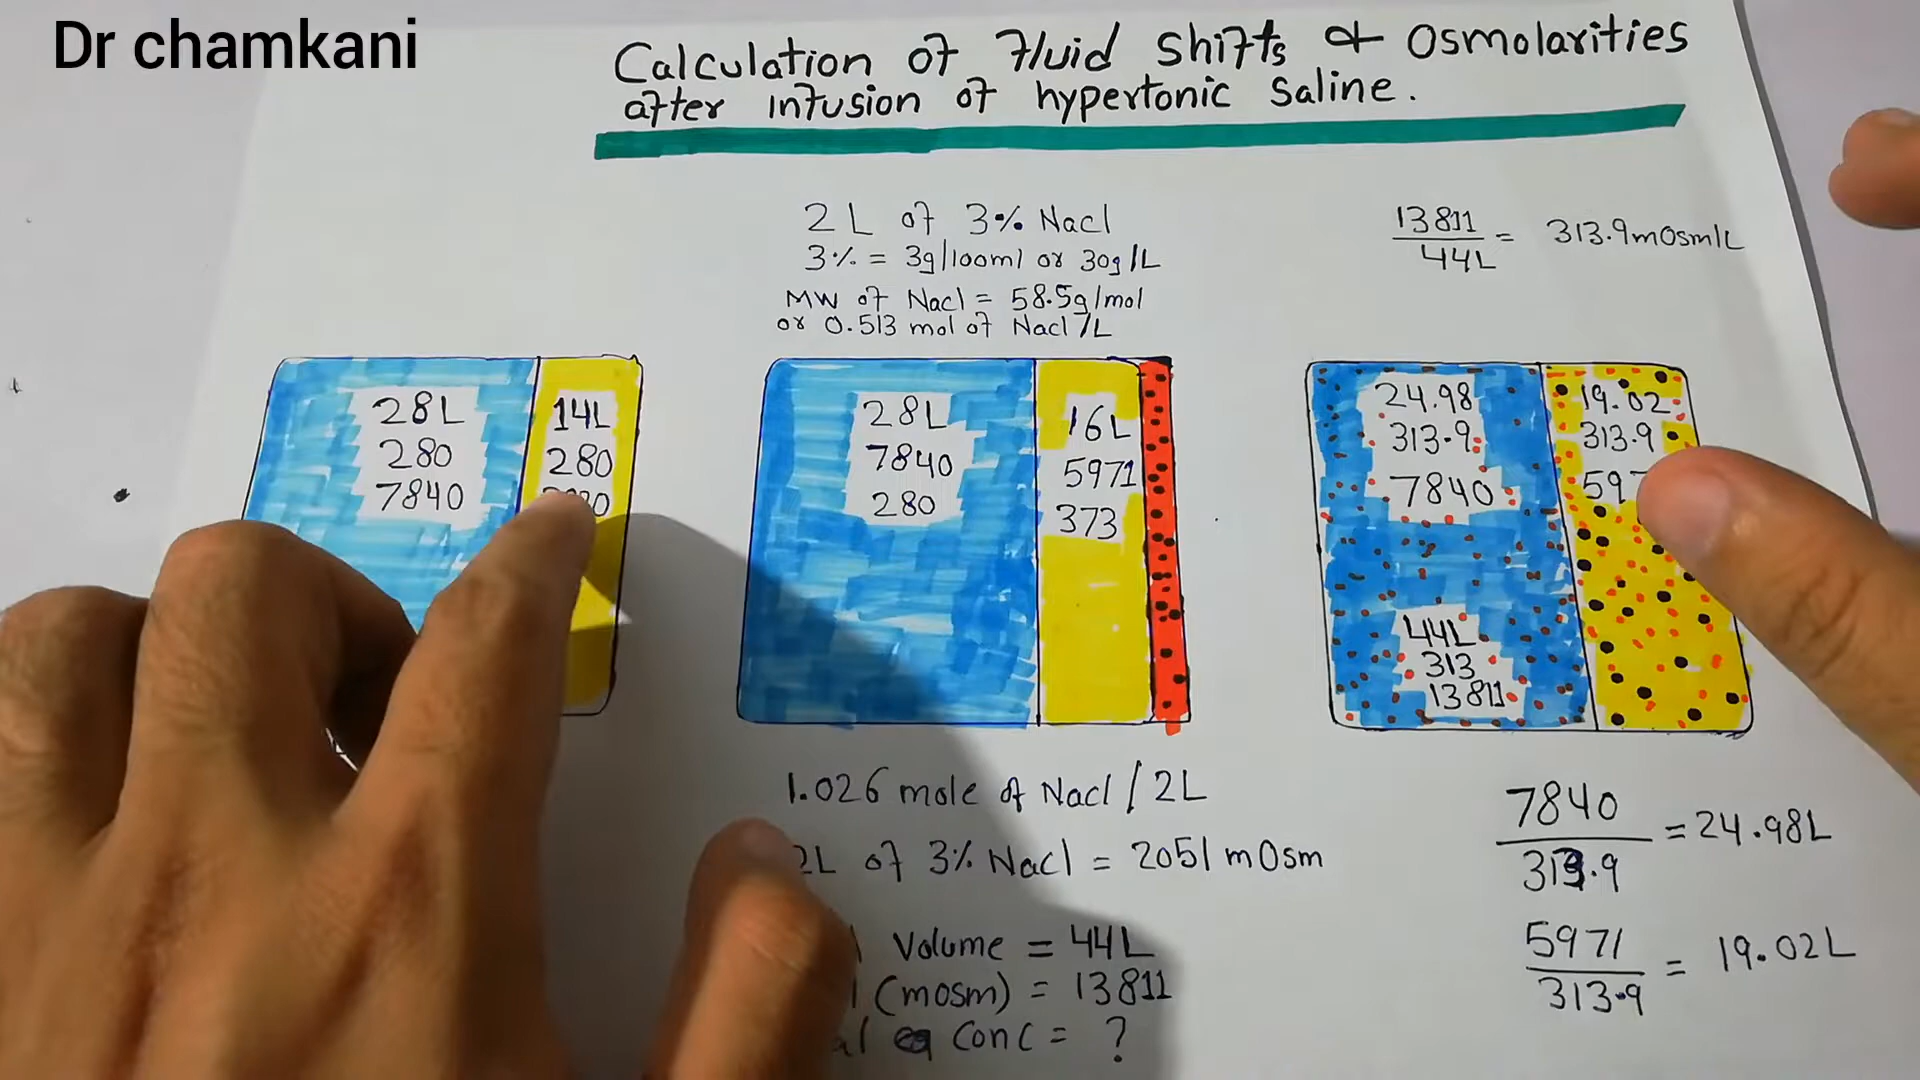 Dr chamkani
Calculation of Fluid Shifts & Osmolarities
after infusion of hypertonic saline.
2 L of 3% Nacl
3% = 3g/100ml or 30g/L
MW of Nacl = 58.5g/mol
or 0.513 mol of Nacl/L
13811
44L
= 313.9mOsm/L
28L
280
7840
14L
280
28L
7840
280
16L
5971
373
24.98
313.9
7840
44L
313
13811
19.02
313.9
597
1.026 mole of Nacl / 2L
2L of 3% Nacl = 2051 mOsm
Volume = 44L
(mosm) = 13811
Conc = ?
7840
313.9
= 24.98L
5971
313.9
= 19.02L